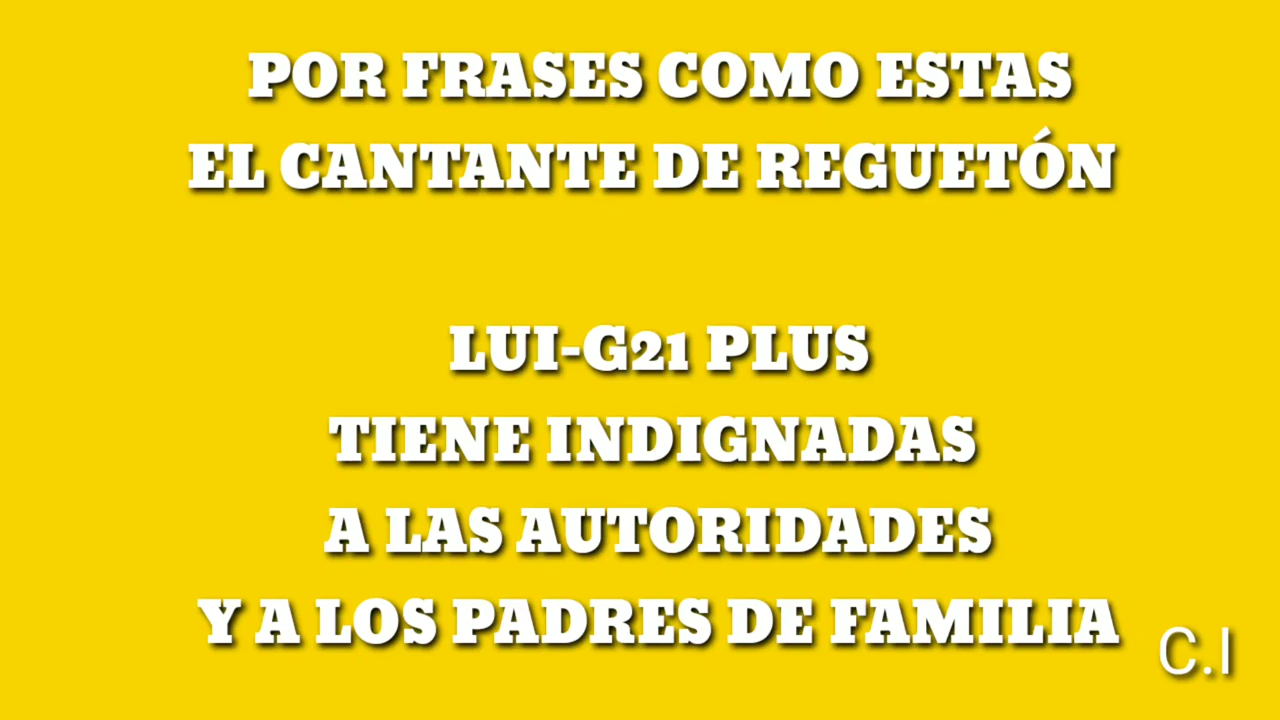 POR FRASES COMO ESTAS
EL CANTANTE DE REGUETÓN
LUI-G21 PLUS
TIENE INDIGNADAS
A LAS AUTORIDADES
Y A LOS PADRES DE FAMILIA
C.I